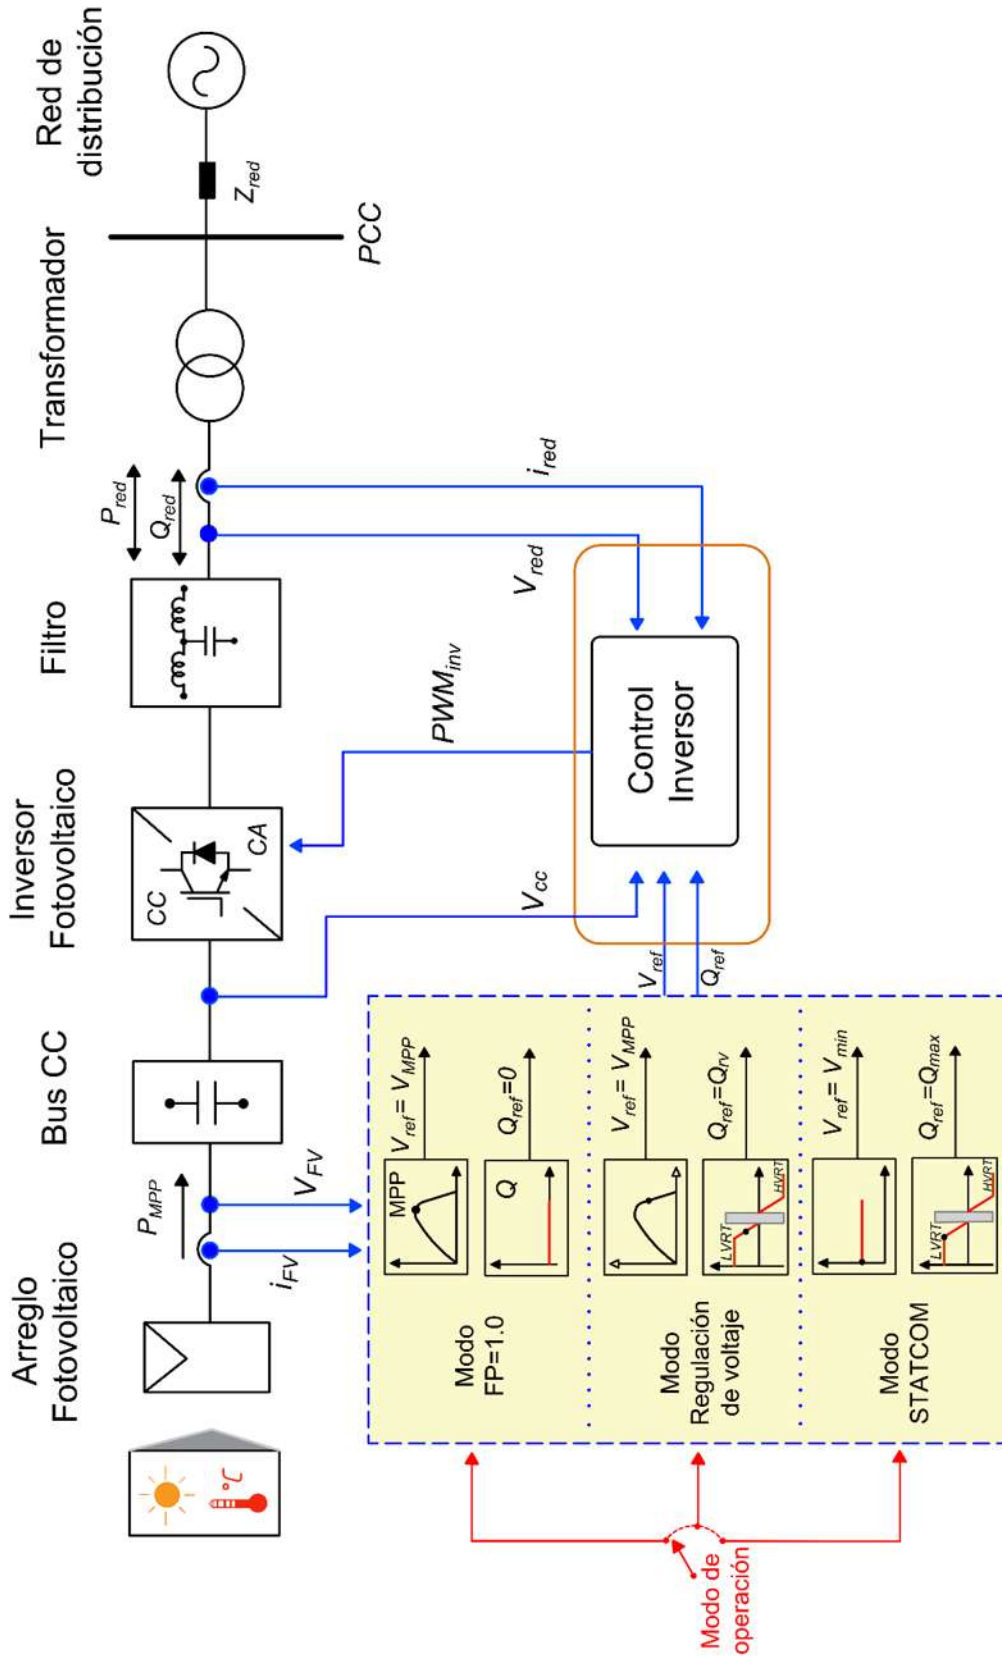 Arreglo
Fotovoltaico
Bus CC
Inversor
Fotovoltaico
Filtro
Transformador
Red de
distribución
°C
P_MPP
i_FV
V_FV
CC
CA
P_red
Q_red
PCC
Z_red
V_cc
PWM_inv
V_red
i_red
Modo
FP=1.0
MPP
V_ref = V_MPP
Q
Q_ref=0
Modo
Regulación
de voltaje
V_ref = V_MPP
LVRT
HVRT
Q_ref=Q_rv
Modo
STATCOM
V_ref = V_min
LVRT
HVRT
Q_ref=Q_max
V_ref
Q_ref
Control
Inversor
Modo de
operación